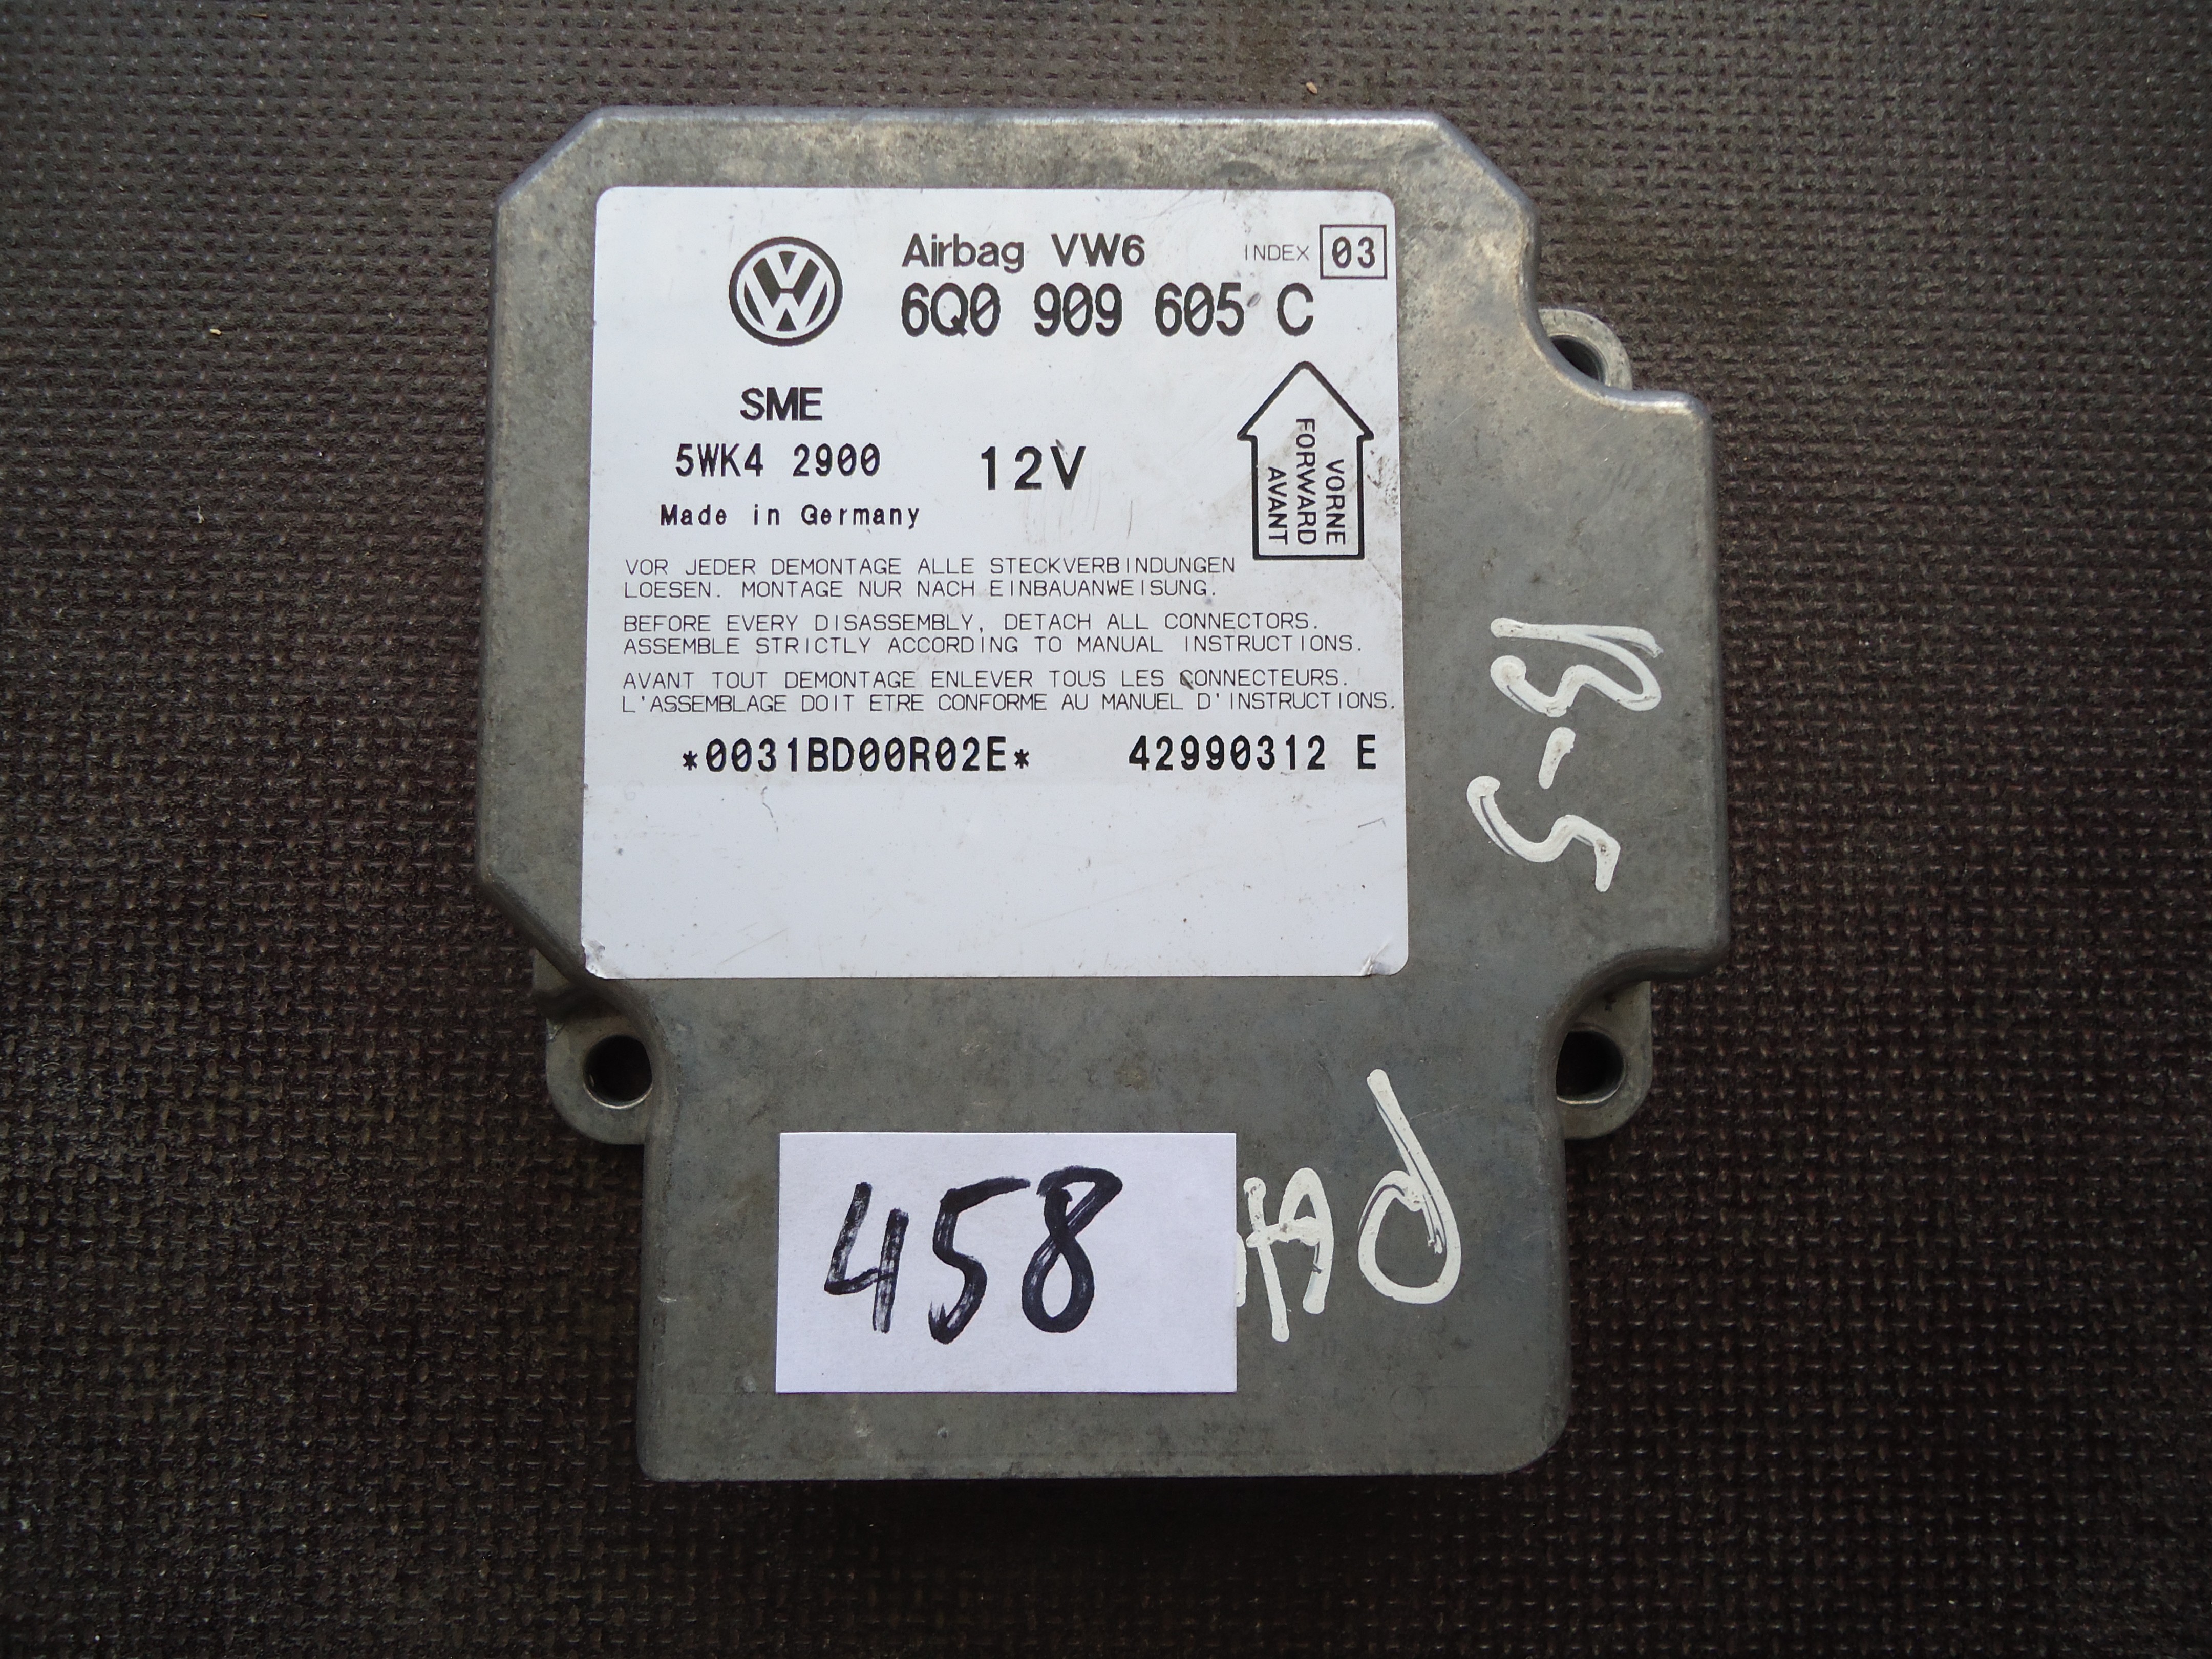 Airbag VW6 INDEX 03
6Q0 909 605 C
SME
5WK4 2900 12V
Made in Germany
VORNE
FORWARD
AVANT
VOR JEDER DEMONTAGE ALLE STECKVERBINDUNGEN
LOESEN. MONTAGE NUR NACH EINBAUANWEISUNG.
BEFORE EVERY DISASSEMBLY, DETACH ALL CONNECTORS.
ASSEMBLE STRICTLY ACCORDING TO MANUAL INSTRUCTIONS.
AVANT TOUT DEMONTAGE ENLEVER TOUS LES CONNECTEURS.
L'ASSEMBLAGE DOIT ETRE CONFORME AU MANUEL D'INSTRUCTIONS.
*0031BD00R02E* 42990312 E
B-5
458